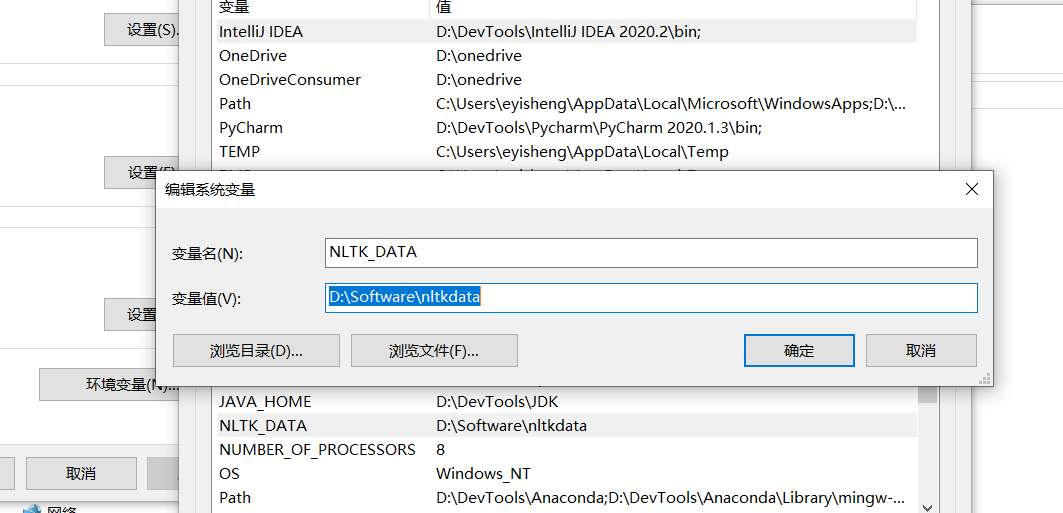 变量 值
设置(S)...
IntelliJ IDEA D:\DevTools\IntelliJ IDEA 2020.2\bin;
OneDrive D:\onedrive
OneDriveConsumer D:\onedrive
Path C:\Users\eyisheng\AppData\Local\Microsoft\WindowsApps;D:\...
PyCharm D:\DevTools\Pycharm\PyCharm 2020.1.3\bin;
TEMP C:\Users\eyisheng\AppData\Local\Temp
设置(E)
编辑系统变量
变量名(N): NLTK_DATA
变量值(V): D:\Software\nltkdata
设置
浏览目录(D)... 浏览文件(F)... 确定 取消
环境变量(N)...
JAVA_HOME D:\DevTools\JDK
NLTK_DATA D:\Software\nltkdata
NUMBER_OF_PROCESSORS 8
OS Windows_NT
取消
Path D:\DevTools\Anaconda;D:\DevTools\Anaconda\Library\mingw-...
网络